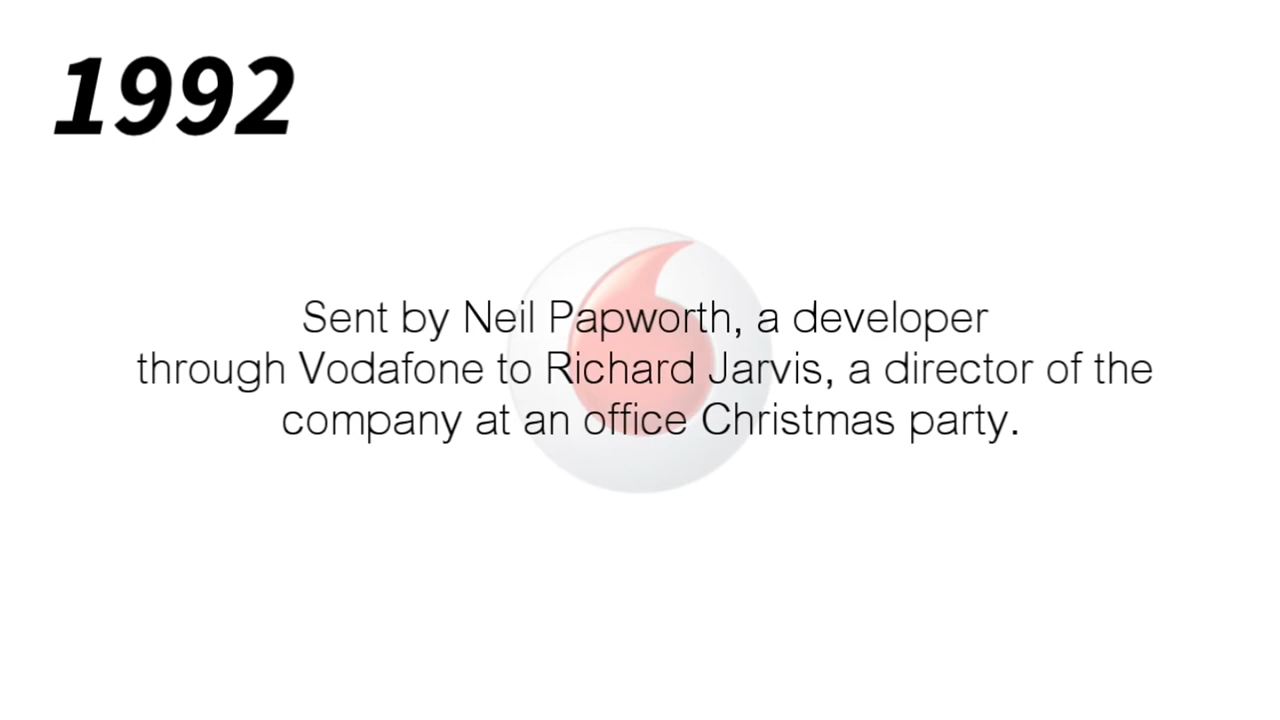 1992
Sent by Neil Papworth, a developer
through Vodafone to Richard Jarvis, a director of the
company at an office Christmas party.